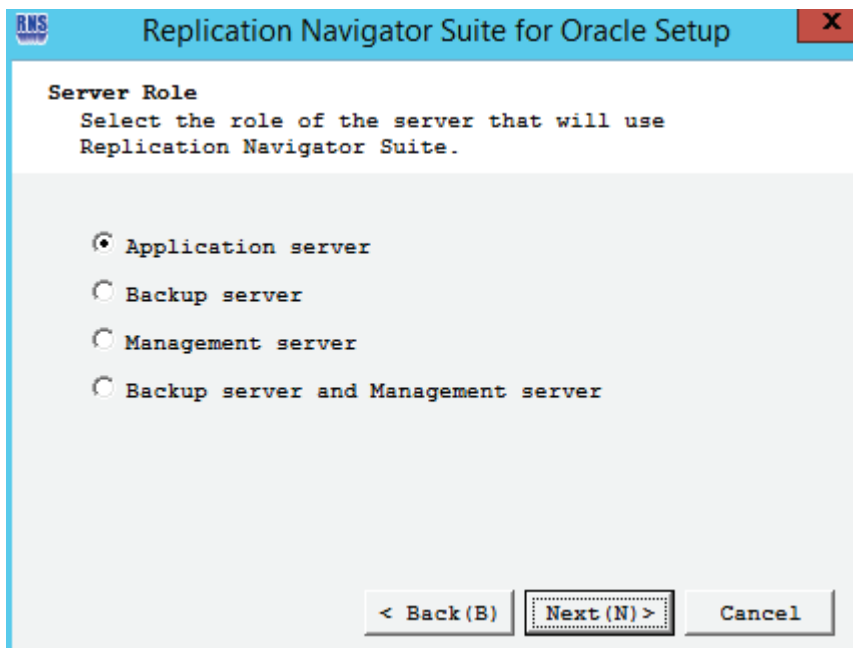 RNS
Replication Navigator Suite for Oracle Setup
X
Server Role
Select the role of the server that will use
Replication Navigator Suite.
Application server
Backup server
Management server
Backup server and Management server
< Back(B)
Next(N)>
Cancel